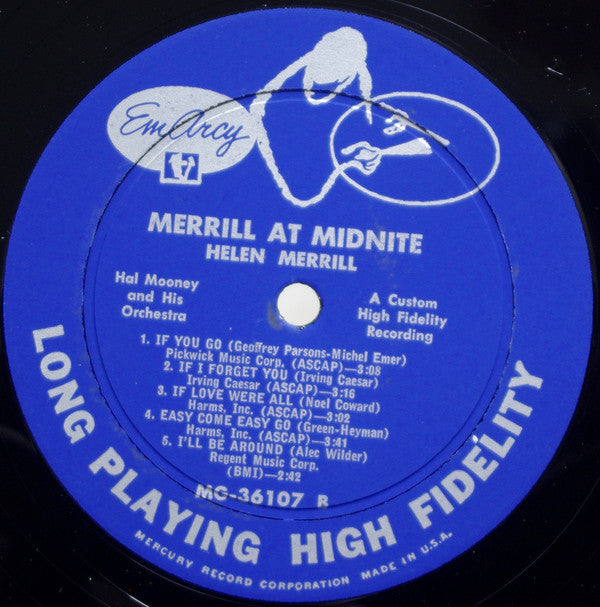 EmArcy
MERRILL AT MIDNITE
HELEN MERRILL
Hal Mooney
and His
Orchestra
A Custom
High Fidelity
Recording
1. IF YOU GO (Geoffrey Parsons-Michel Emer)
Pickwick Music Corp. (ASCAP)—3:08
2. IF I FORGET YOU (Irving Caesar)
Irving Caesar (ASCAP)—3:16
3. IF LOVE WERE ALL (Noel Coward)
Harms, Inc. (ASCAP)—3:02
4. EASY COME EASY GO (Green-Heyman)
Harms, Inc. (ASCAP)—3:41
5. I'LL BE AROUND (Alec Wilder)
Regent Music Corp.
(BMI)—2:42
MG-36107 B
LONG PLAYING HIGH FIDELITY
MERCURY RECORD CORPORATION MADE IN U.S.A.